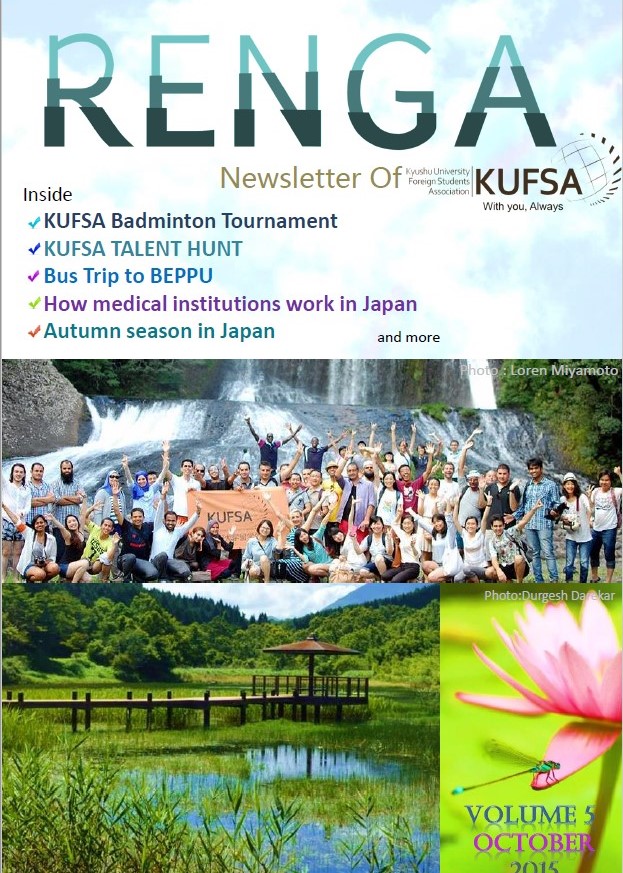 RENGA
Newsletter Of
Kyushu University
Foreign Students
Association
KUFSA
With you, Always
Inside
KUFSA Badminton Tournament
KUFSA TALENT HUNT
Bus Trip to BEPPU
How medical institutions work in Japan
Autumn season in Japan
and more
Photo : Loren Miyamoto
KUFSA
Photo:Durgesh Darekar
VOLUME 5
OCTOBER
2015